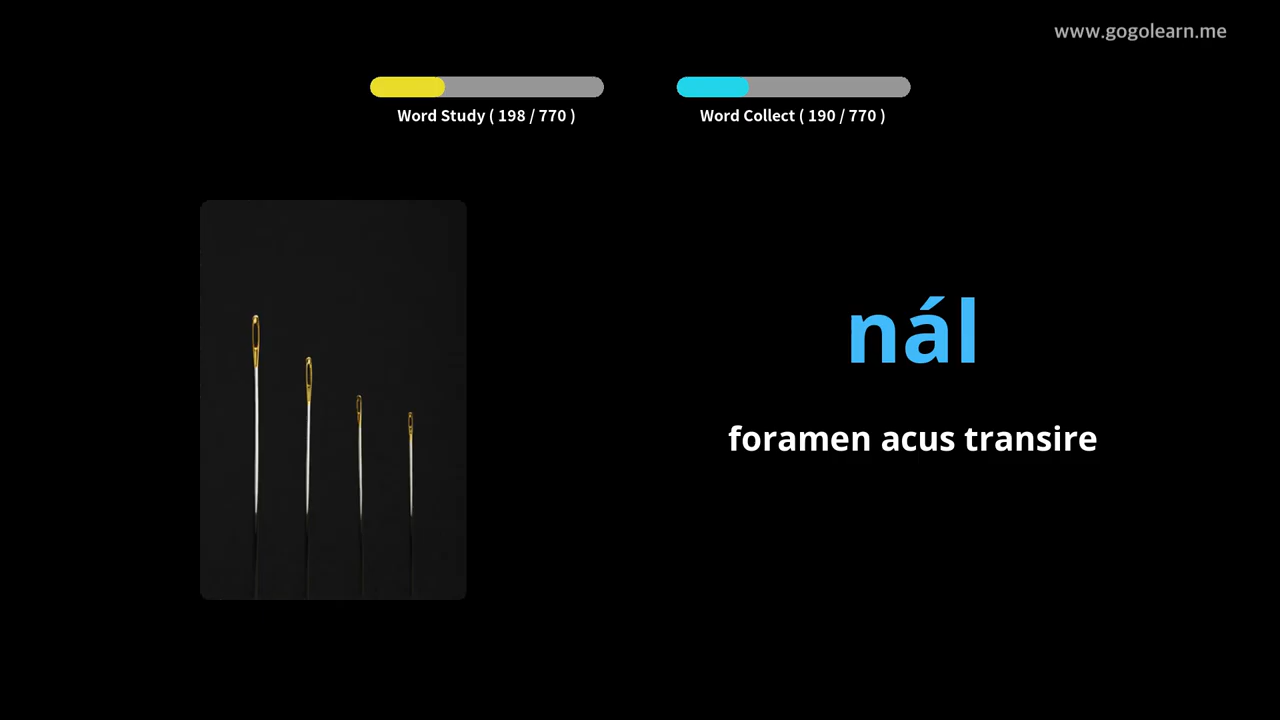 www.gogolearn.me
Word Study ( 198 / 770 )
Word Collect ( 190 / 770 )
nál
foramen acus transire